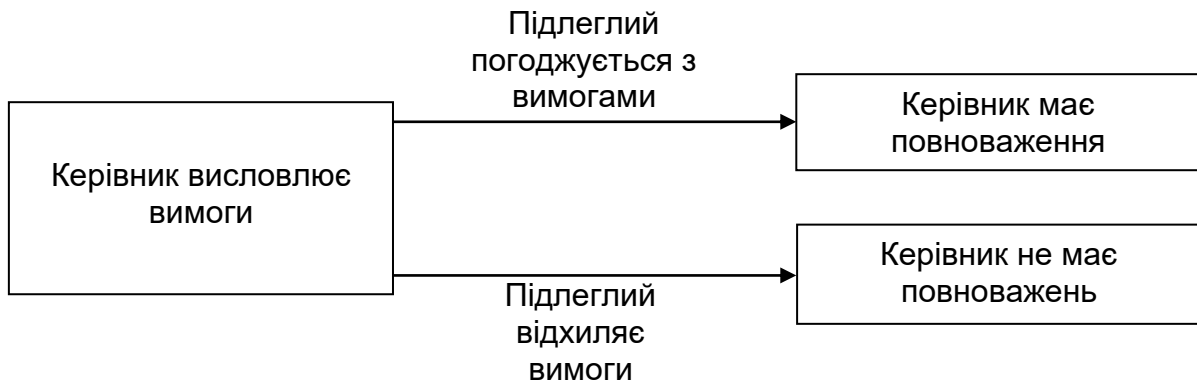 Підлеглий
погоджується з
вимогами
Керівник висловлює
вимоги
Керівник має
повноваження
Підлеглий
відхиляє
вимоги
Керівник не має
повноважень